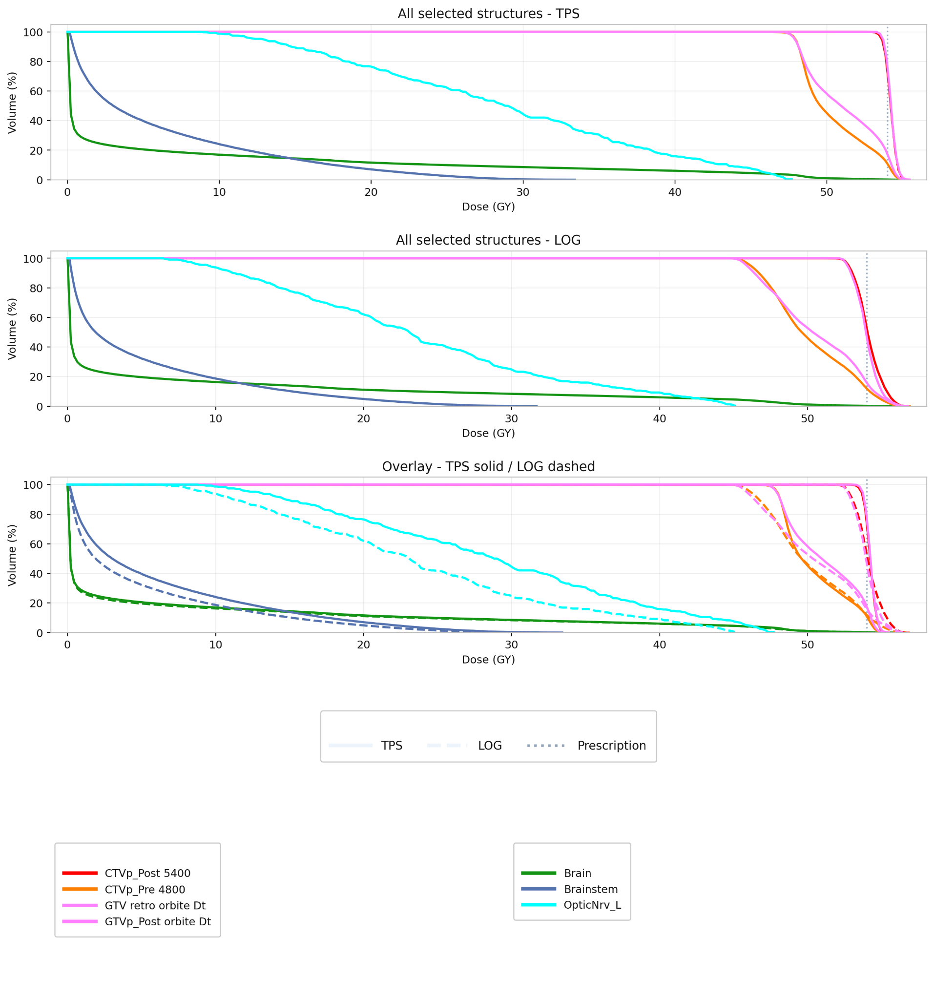 All selected structures - TPS
Volume (%)
100
80
60
40
20
0
0 10 20 30 40 50
Dose (GY)
All selected structures - LOG
Volume (%)
100
80
60
40
20
0
0 10 20 30 40 50
Dose (GY)
Overlay - TPS solid / LOG dashed
Volume (%)
100
80
60
40
20
0
0 10 20 30 40 50
Dose (GY)
TPS LOG Prescription
CTVp_Post 5400
CTVp_Pre 4800
GTV retro orbite Dt
GTVp_Post orbite Dt
Brain
Brainstem
OpticNrv_L